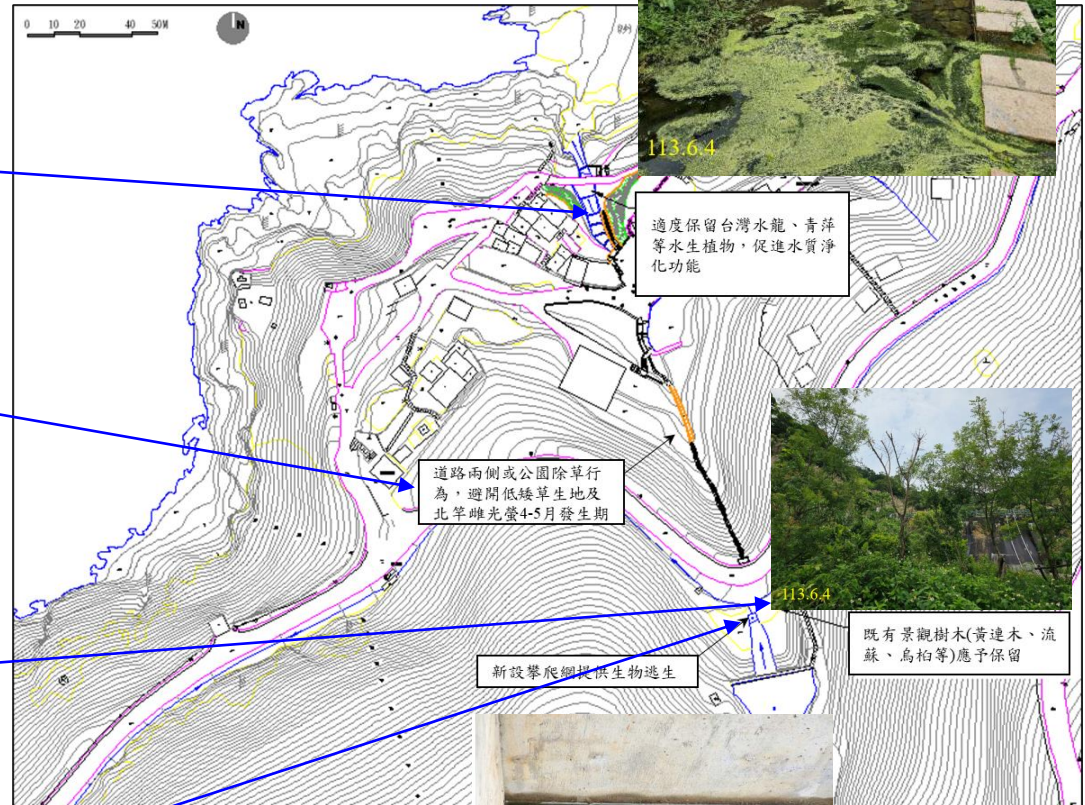 0 10 20 40 50M
N
113.6.4
適度保留台灣水龍、青萍
等水生植物，促進水質淨
化功能
道路兩側或公園除草行
為，避開低矮草生地及
北竿雌光螢4-5月發生期
113.6.4
既有景觀樹木(黃連木、流
蘇、烏桕等)應予保留
新設攀爬網提供生物逃生